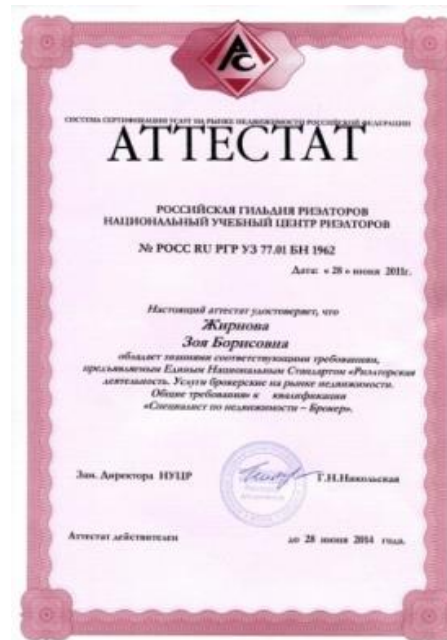 АС
СИСТЕМА СЕРТИФИКАЦИИ УСЛУГ НА РЫНКЕ НЕДВИЖИМОСТИ РОССИЙСКОЙ ФЕДЕРАЦИИ
АТТЕСТАТ
РОССИЙСКАЯ ГИЛЬДИЯ РИЭЛТОРОВ
НАЦИОНАЛЬНЫЙ УЧЕБНЫЙ ЦЕНТР РИЭЛТОРОВ
№ РОСС RU РГР УЗ 77.01 БН 1962
Дата: « 28 » июня 2011г.
Настоящий аттестат удостоверяет, что
Жирнова
Зоя Борисовна
обладает знаниями соответствующими требованиям,
предъявляемым Единым Национальным Стандартом «Риэлторская
деятельность. Услуги брокерские на рынке недвижимости.
Общие требования» к квалификации
«Специалист по недвижимости – Брокер».
Зам. Директора НУЦР Г.Н.Никольская
Аттестат действителен до 28 июня 2014 года.